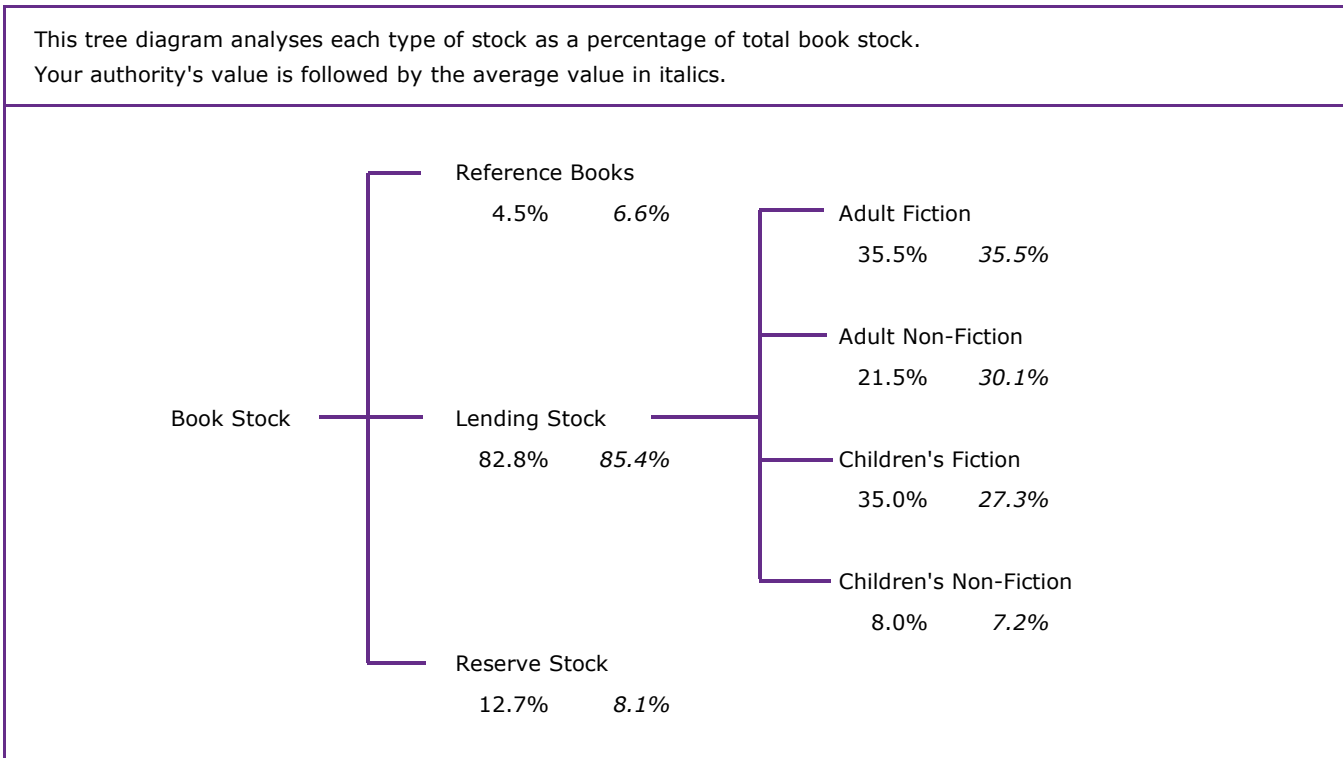 This tree diagram analyses each type of stock as a percentage of total book stock.
Your authority's value is followed by the average value in italics.
Reference Books
4.5% 6.6%
Adult Fiction
35.5% 35.5%
Adult Non-Fiction
21.5% 30.1%
Book Stock
Lending Stock
82.8% 85.4%
Children's Fiction
35.0% 27.3%
Children's Non-Fiction
8.0% 7.2%
Reserve Stock
12.7% 8.1%